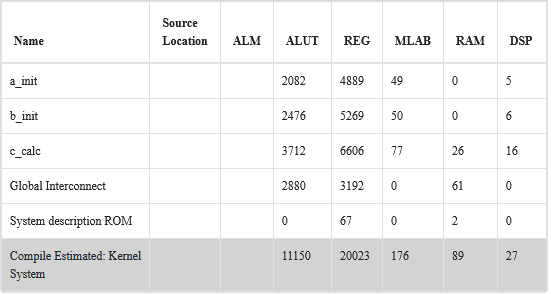 Name Source Location ALM ALUT REG MLAB RAM DSP
a_init 2082 4889 49 0 5
b_init 2476 5269 50 0 6
c_calc 3712 6606 77 26 16
Global Interconnect 2880 3192 0 61 0
System description ROM 0 67 0 2 0
Compile Estimated: Kernel System 11150 20023 176 89 27